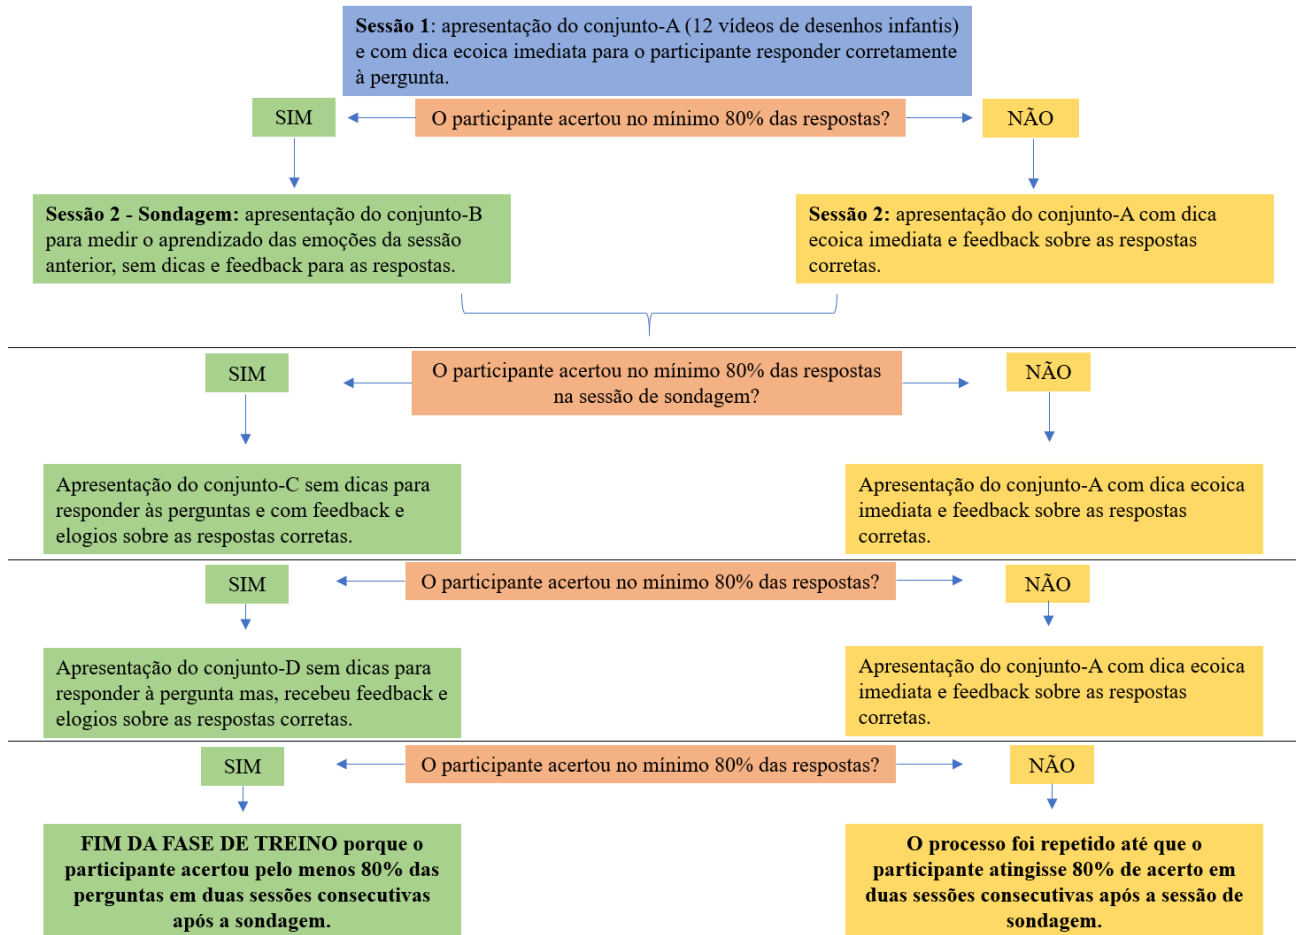 Sessão 1: apresentação do conjunto-A (12 vídeos de desenhos infantis)
e com dica ecoica imediata para o participante responder corretamente
à pergunta.
SIM
O participante acertou no mínimo 80% das respostas?
NÃO
Sessão 2 - Sondagem: apresentação do conjunto-B
para medir o aprendizado das emoções da sessão
anterior, sem dicas e feedback para as respostas.
Sessão 2: apresentação do conjunto-A com dica
ecoica imediata e feedback sobre as respostas
corretas.
SIM
O participante acertou no mínimo 80% das respostas
na sessão de sondagem?
NÃO
Apresentação do conjunto-C sem dicas para
responder às perguntas e com feedback e
elogios sobre as respostas corretas.
Apresentação do conjunto-A com dica ecoica
imediata e feedback sobre as respostas
corretas.
SIM
O participante acertou no mínimo 80% das respostas?
NÃO
Apresentação do conjunto-D sem dicas para
responder à pergunta mas, recebeu feedback e
elogios sobre as respostas corretas.
Apresentação do conjunto-A com dica ecoica
imediata e feedback sobre as respostas
corretas.
SIM
O participante acertou no mínimo 80% das respostas?
NÃO
FIM DA FASE DE TREINO porque o
participante acertou pelo menos 80% das
perguntas em duas sessões consecutivas
após a sondagem.
O processo foi repetido até que o
participante atingisse 80% de acerto em
duas sessões consecutivas após a sessão de
sondagem.